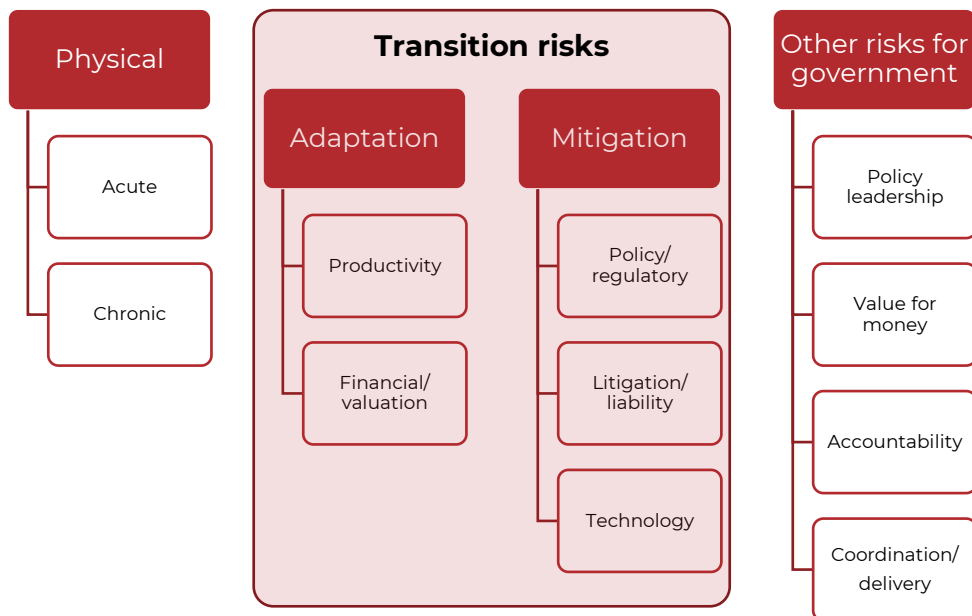 Physical
Acute
Chronic
Transition risks
Adaptation
Productivity
Financial/
valuation
Mitigation
Policy/
regulatory
Litigation/
liability
Technology
Other risks for
government
Policy
leadership
Value for
money
Accountability
Coordination/
delivery